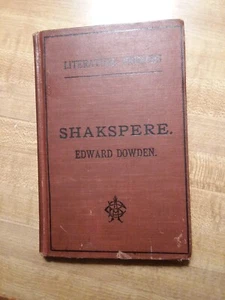 LITERATURE PRIMERS
SHAKSPERE.
EDWARD DOWDEN.